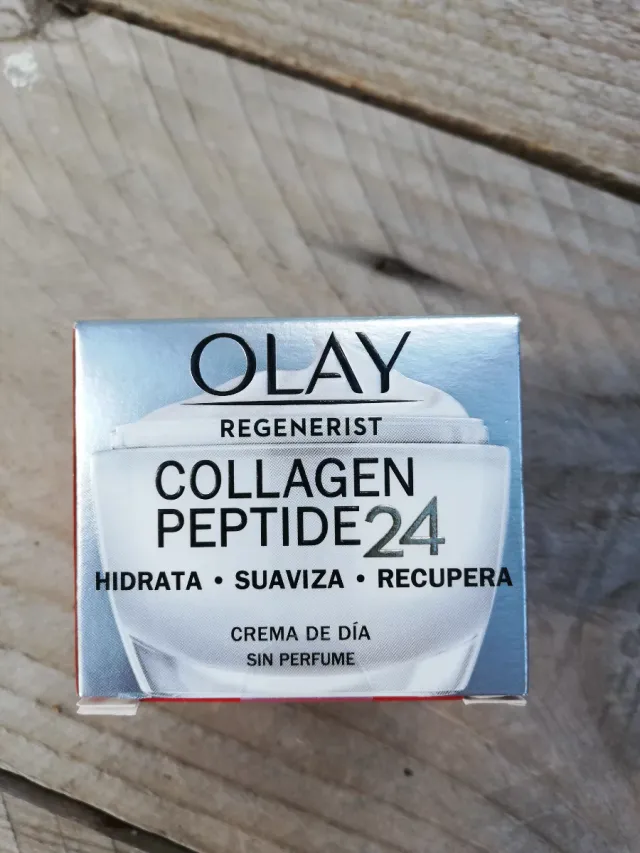 OLAY
REGENERIST
COLLAGEN
PEPTIDE24
HIDRATA • SUAVIZA • RECUPERA
CREMA DE DÍA
SIN PERFUME